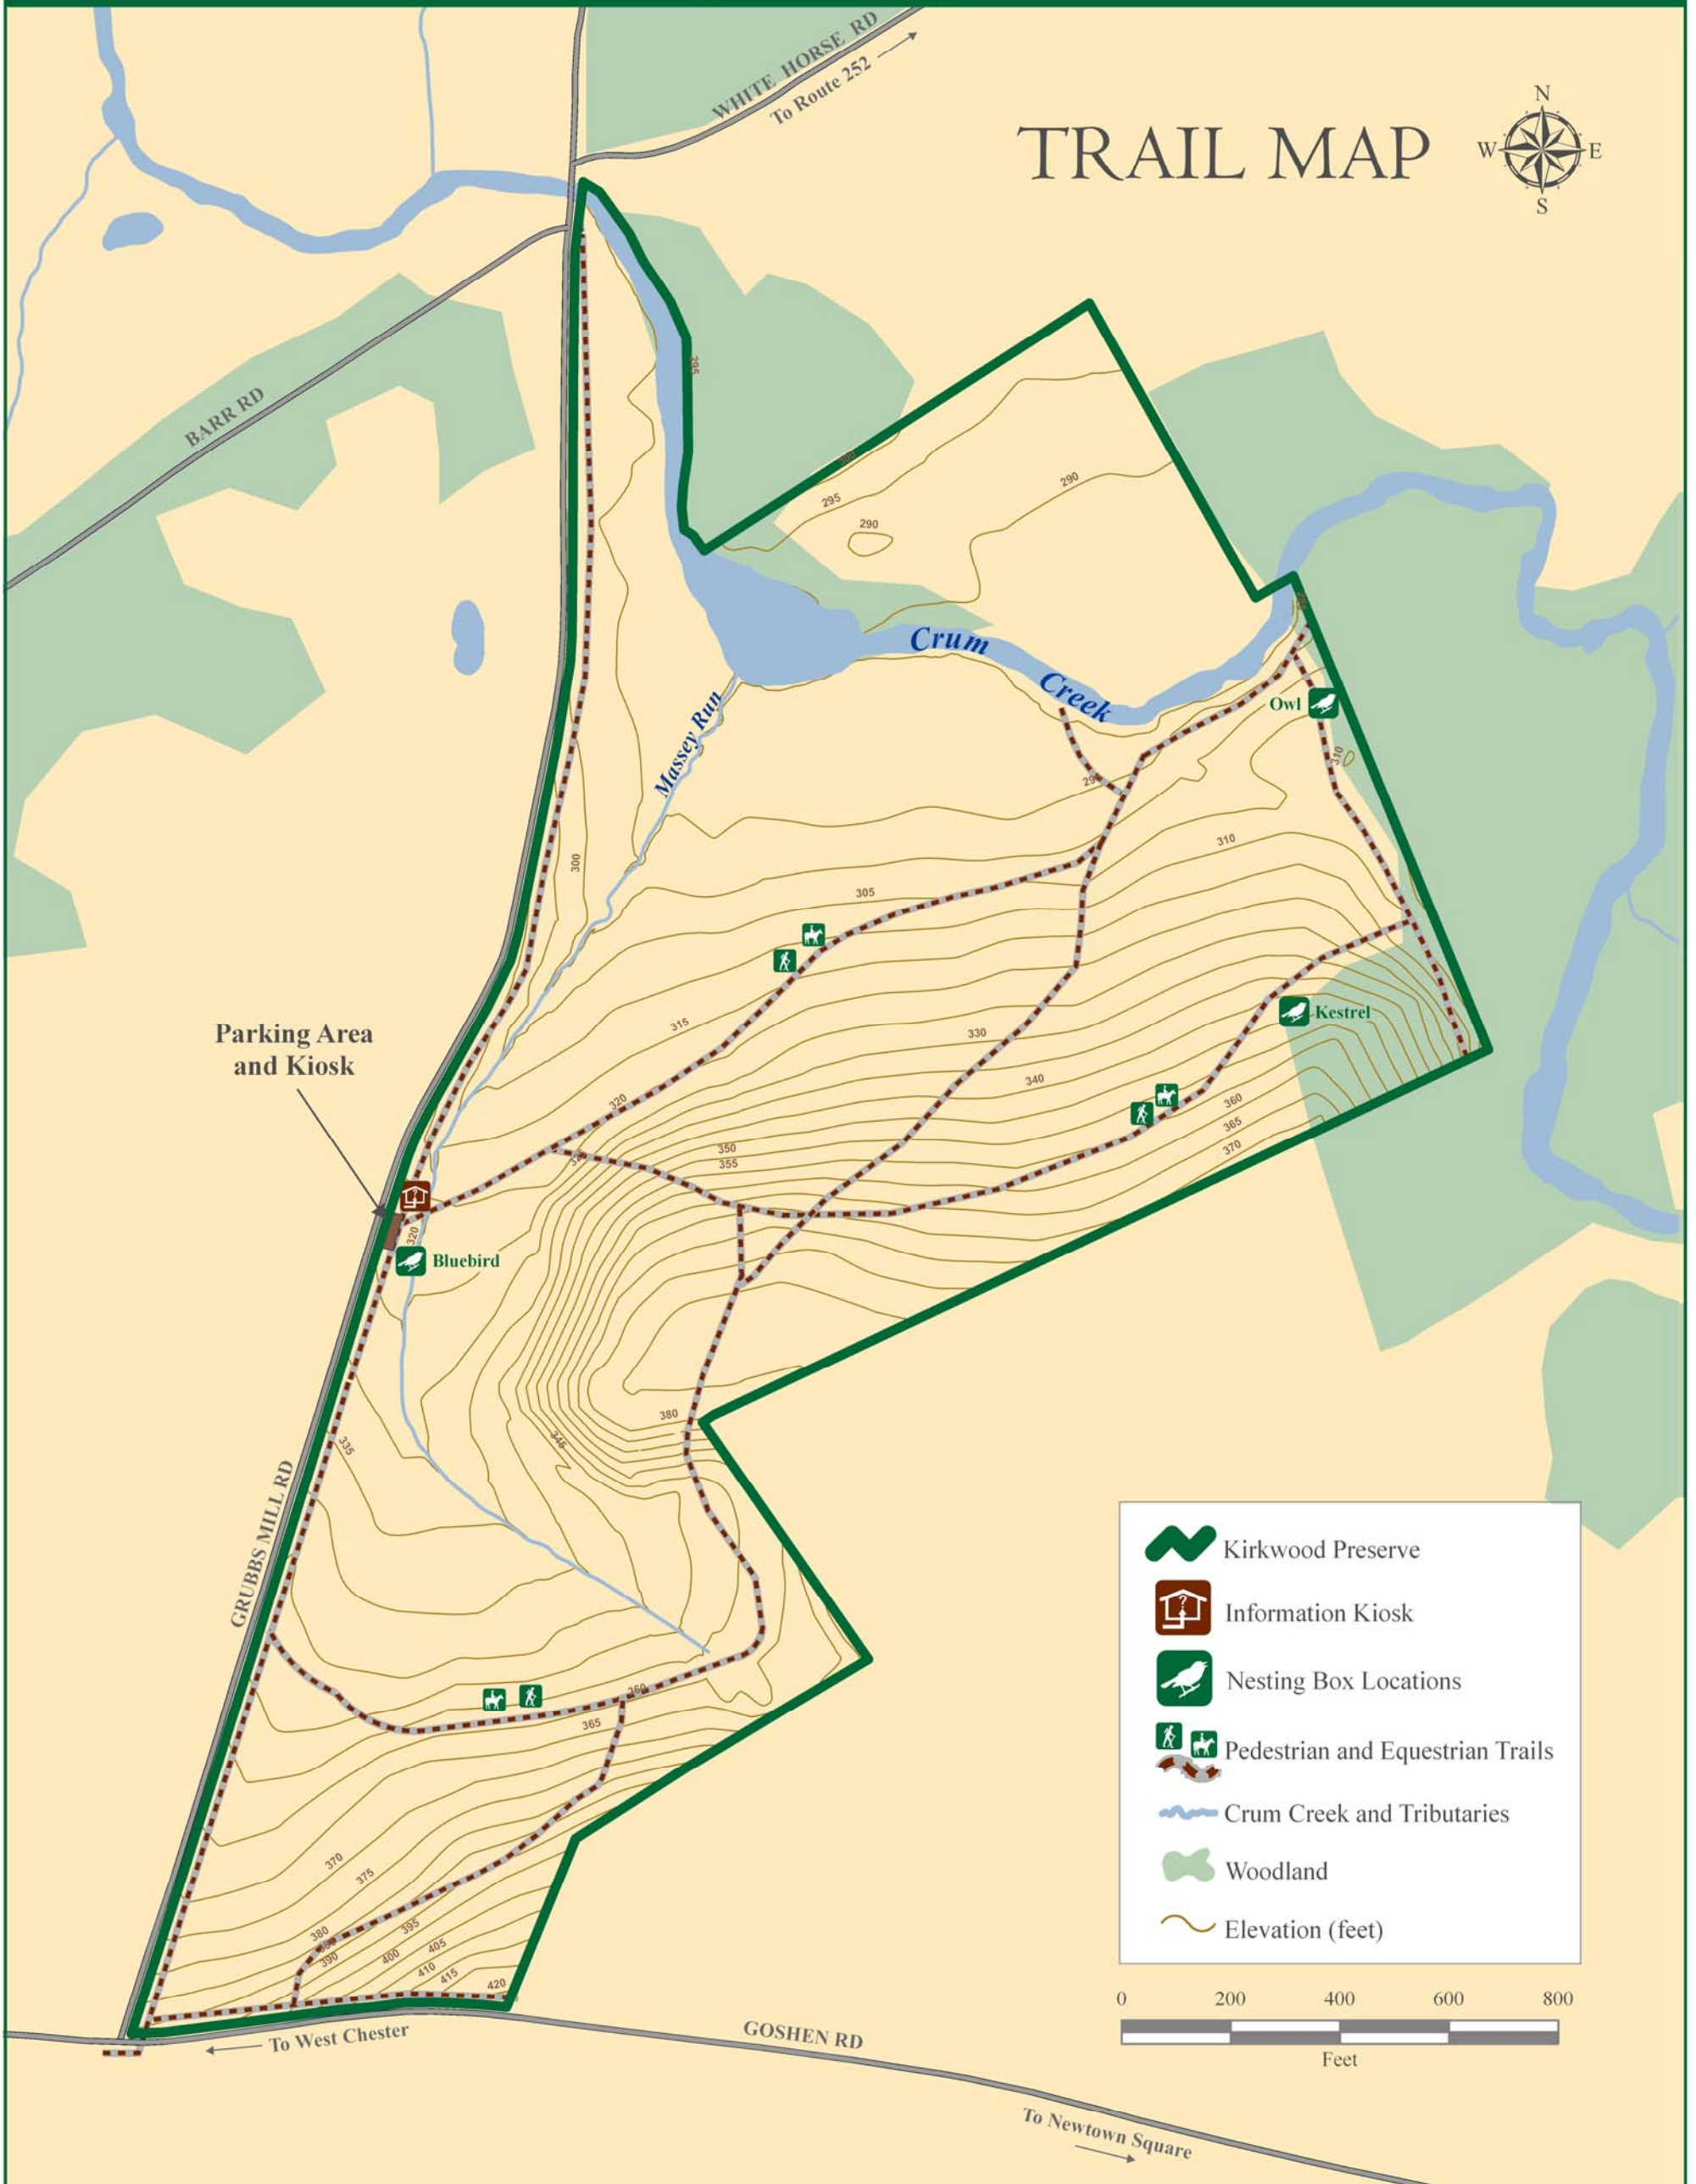 WHITE HORSE RD
To Route 252
TRAIL MAP
N
W
E
S
BARR RD
295
295
290
290
Crum
Creek
Massey Run
Owl
310
300
310
305
315
330
Kestrel
340
Parking Area
and Kiosk
320
350
355
360
365
370
320
Bluebird
380
345
335
GRUBBS MILL RD
360
365
370
375
380
390
395
400
405
410
415
420
To West Chester
GOSHEN RD
To Newtown Square
Kirkwood Preserve
?
Information Kiosk
Nesting Box Locations
Pedestrian and Equestrian Trails
Crum Creek and Tributaries
Woodland
Elevation (feet)
0 200 400 600 800
Feet